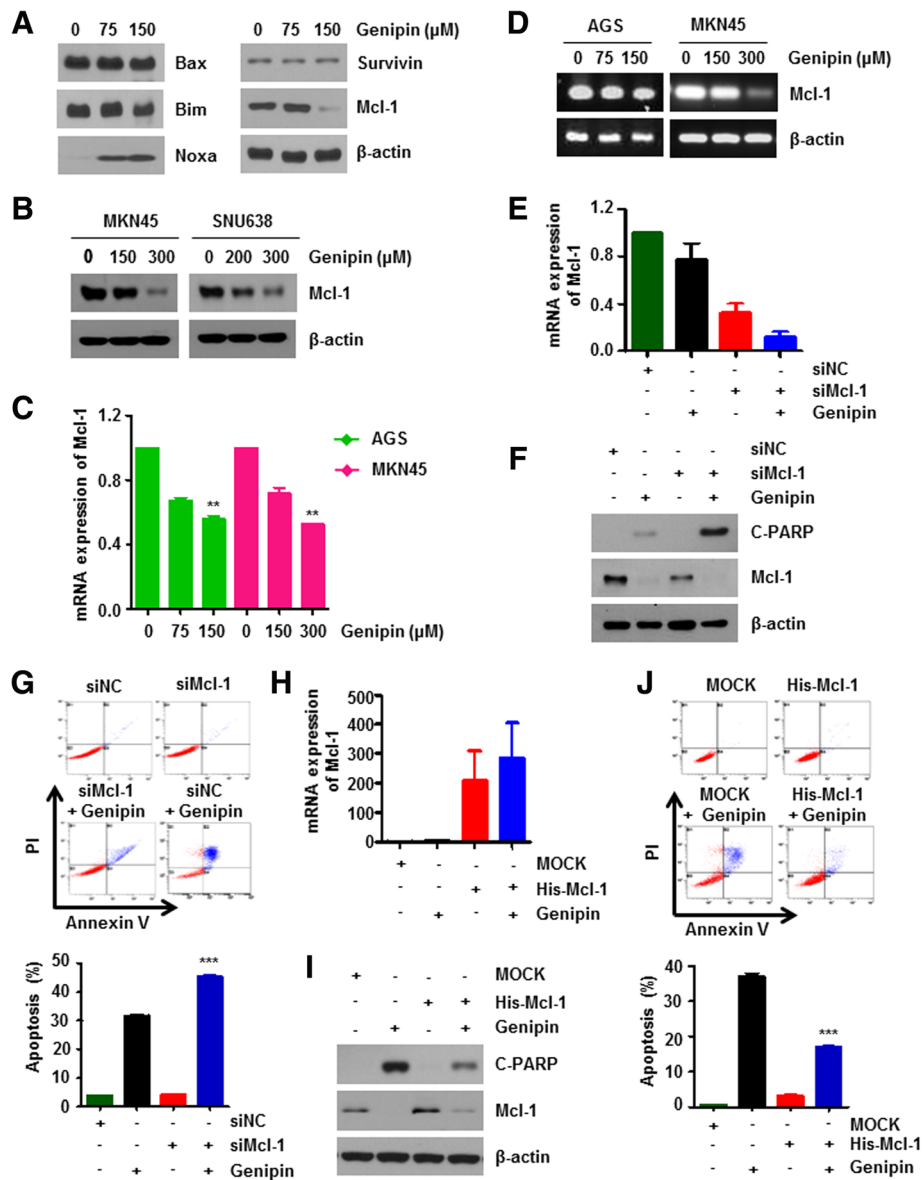 A
0 75 150 Genipin (μM)
Bax
Bim
Noxa
0 75 150 Genipin (μM)
Survivin
Mcl-1
β-actin
B
MKN45 SNU638
0 150 300 0 200 300 Genipin (μM)
Mcl-1
β-actin
C
mRNA expression of Mcl-1
1.2
0.8
0.4
0.0
AGS
MKN45
**
**
0 75 150 0 150 300 Genipin (μM)
D
AGS MKN45
0 75 150 0 150 300 Genipin (μM)
Mcl-1
β-actin
E
mRNA expression
of Mcl-1
1.2
0.8
0.4
0.0
+ - - - siNC
- - + + siMcl-1
- + - + Genipin
F
+ - - - siNC
- - + + siMcl-1
- + - + Genipin
C-PARP
Mcl-1
β-actin
G
siNC siMcl-1
siMcl-1
+ Genipin
siNC
+ Genipin
PI
Annexin V
Apoptosis (%)
50
40
30
20
10
0
***
+ - - - siNC
- - + + siMcl-1
- + - + Genipin
H
mRNA expression
of Mcl-1
500
400
300
200
100
0
+ - - - MOCK
- - + + His-Mcl-1
- + - + Genipin
I
+ - - - MOCK
- - + + His-Mcl-1
- + - + Genipin
C-PARP
Mcl-1
β-actin
J
MOCK His-Mcl-1
MOCK
+ Genipin
His-Mcl-1
+ Genipin
PI
Annexin V
Apoptosis (%)
40
30
20
10
0
***
+ - - - MOCK
- - + + His-Mcl-1
- + - + Genipin